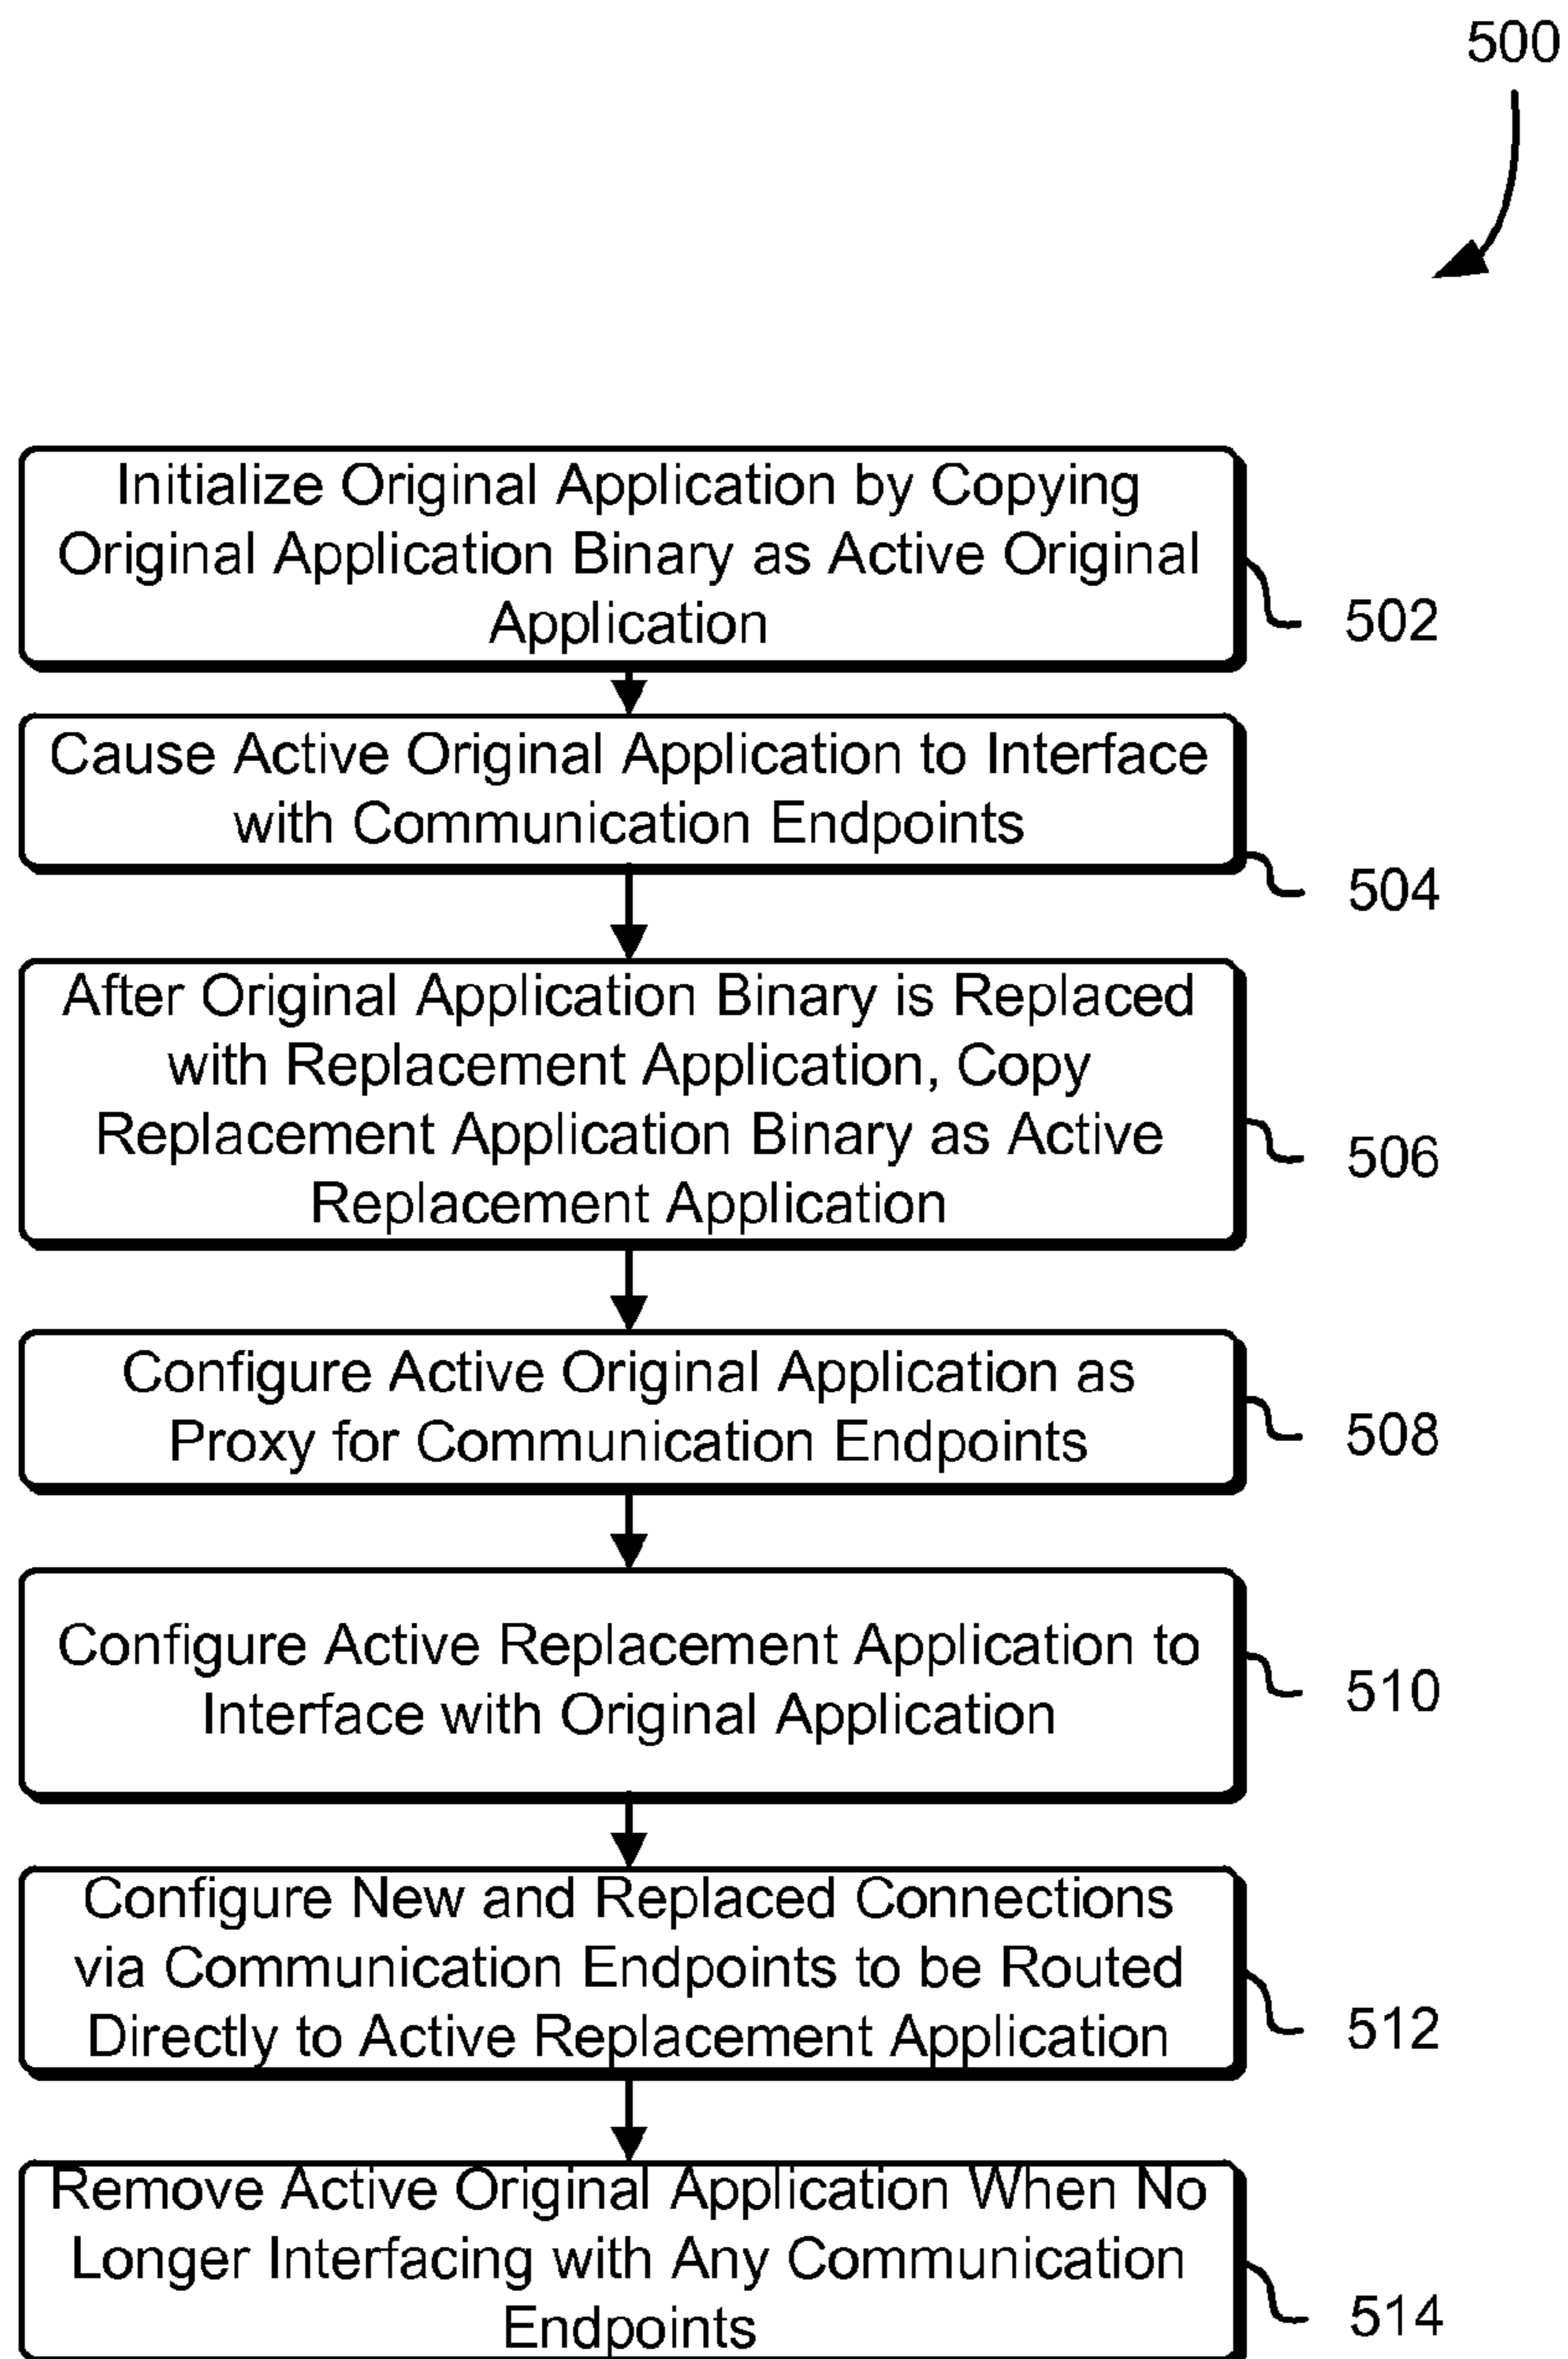 500
Initialize Original Application by Copying
Original Application Binary as Active Original
Application
502
Cause Active Original Application to Interface
with Communication Endpoints
504
After Original Application Binary is Replaced
with Replacement Application, Copy
Replacement Application Binary as Active
Replacement Application
506
Configure Active Original Application as
Proxy for Communication Endpoints
508
Configure Active Replacement Application to
Interface with Original Application
510
Configure New and Replaced Connections
via Communication Endpoints to be Routed
Directly to Active Replacement Application
512
Remove Active Original Application When No
Longer Interfacing with Any Communication
Endpoints
514